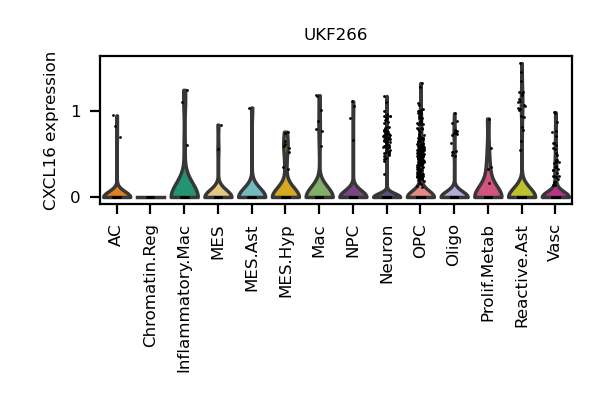 UKF266
CXCL16 expression
1
0
AC
Chromatin.Reg
Inflammatory.Mac
MES
MES.Ast
MES.Hyp
Mac
NPC
Neuron
OPC
Oligo
Prolif.Metab
Reactive.Ast
Vasc